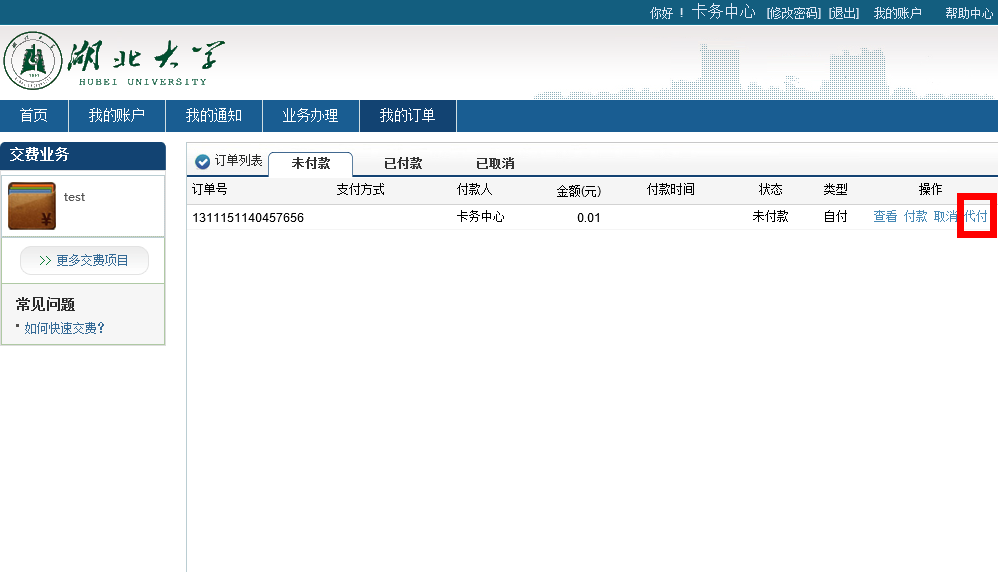 你好 ！ 卡务中心 [修改密码] [退出] 我的账户 帮助中心
湖北大学
HUBEI UNIVERSITY
首页 我的账户 我的通知 业务办理 我的订单
交费业务
test
¥
更多交费项目
常见问题
· 如何快速交费?
订单列表 未付款 已付款 已取消
订单号 支付方式 付款人 金额(元) 付款时间 状态 类型 操作
1311151140457656 卡务中心 0.01 未付款 自付 查看 付款 取消 代付